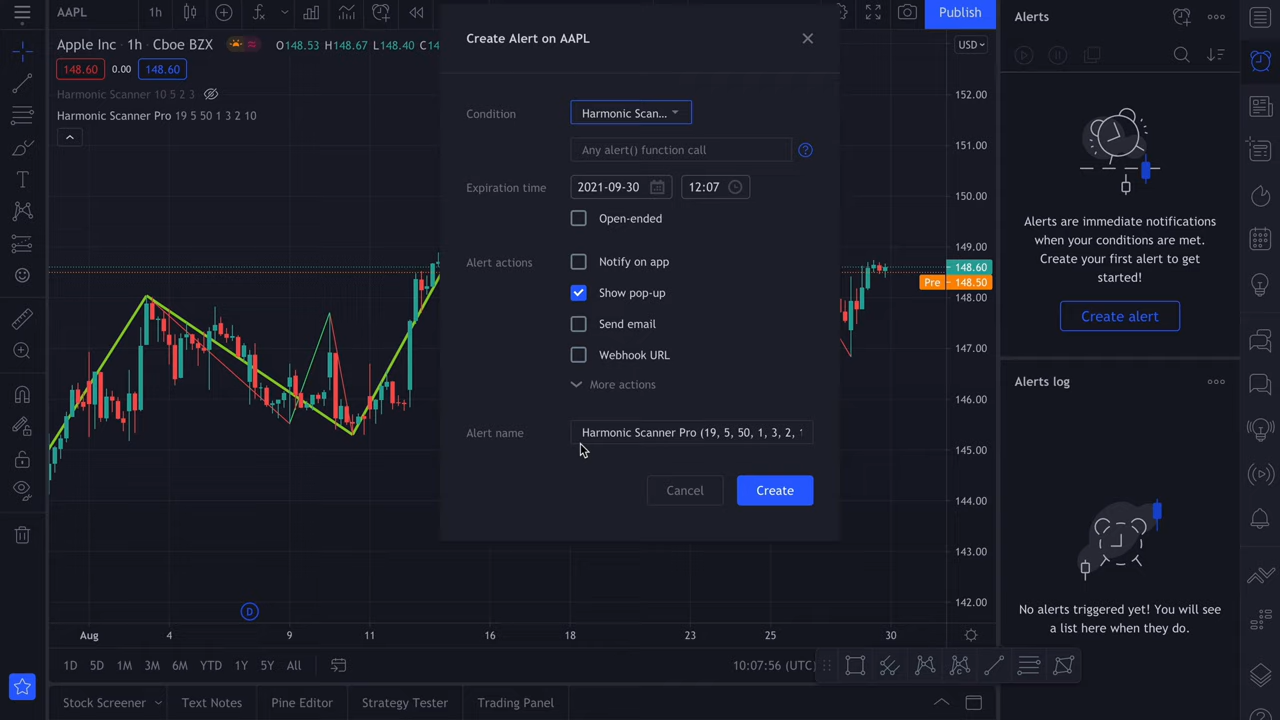 AAPL
1h
Publish
Apple Inc · 1h · Cboe BZX
O148.53 H148.67 L148.40
148.60 0.00 148.60
Harmonic Scanner 10 5 2 3
Harmonic Scanner Pro 19 5 50 1 3 2 10
Create Alert on AAPL
Condition
Harmonic Scan...
Any alert() function call
Expiration time
2021-09-30
12:07
Open-ended
Alert actions
Notify on app
Show pop-up
Send email
Webhook URL
More actions
Alert name
Harmonic Scanner Pro (19, 5, 50, 1, 3, 2,
Cancel
Create
USD
152.00
151.00
150.00
149.00
148.60
Pre 148.50
148.00
147.00
146.00
145.00
144.00
143.00
142.00
D
Aug 4 9 11 16 18 23 25 30
1D 5D 1M 3M 6M YTD 1Y 5Y All
10:07:56 (UTC)
Stock Screener
Text Notes
Pine Editor
Strategy Tester
Trading Panel
Alerts
Alerts are immediate notifications
when your conditions are met.
Create your first alert to get
started!
Create alert
Alerts log
No alerts triggered yet! You will see
a list here when they do.